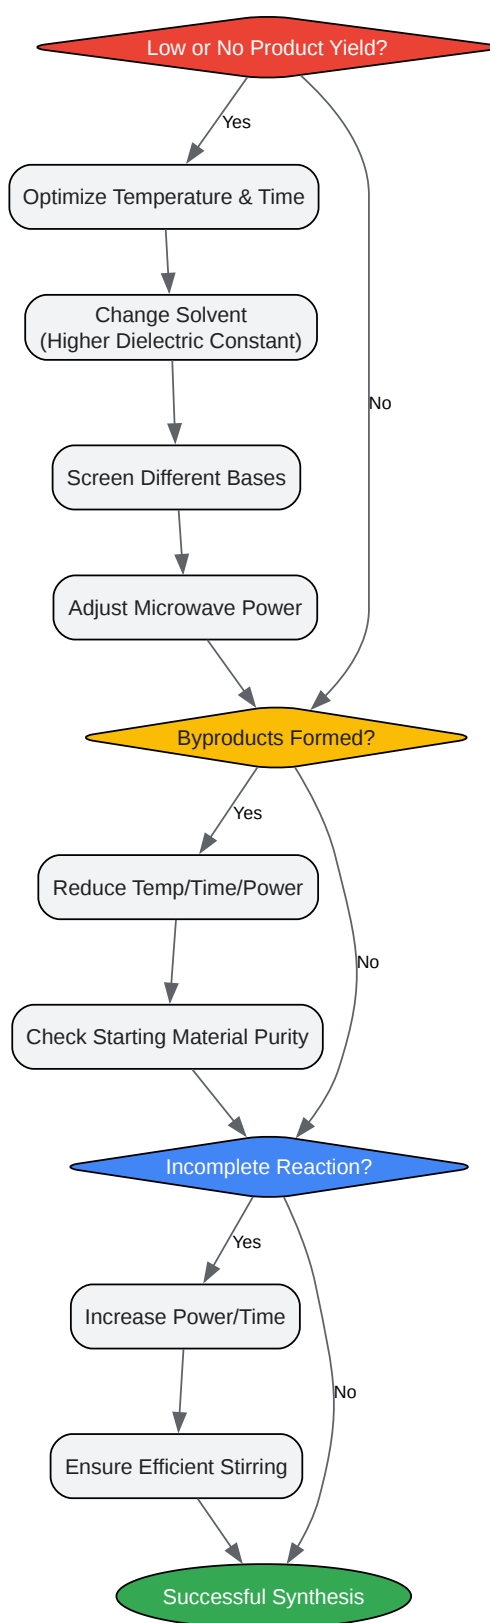 Low or No Product Yield?
Yes
Optimize Temperature & Time
Change Solvent
(Higher Dielectric Constant)
No
Screen Different Bases
Adjust Microwave Power
Byproducts Formed?
Yes
Reduce Temp/Time/Power
No
Check Starting Material Purity
Incomplete Reaction?
Yes
Increase Power/Time
No
Ensure Efficient Stirring
Successful Synthesis